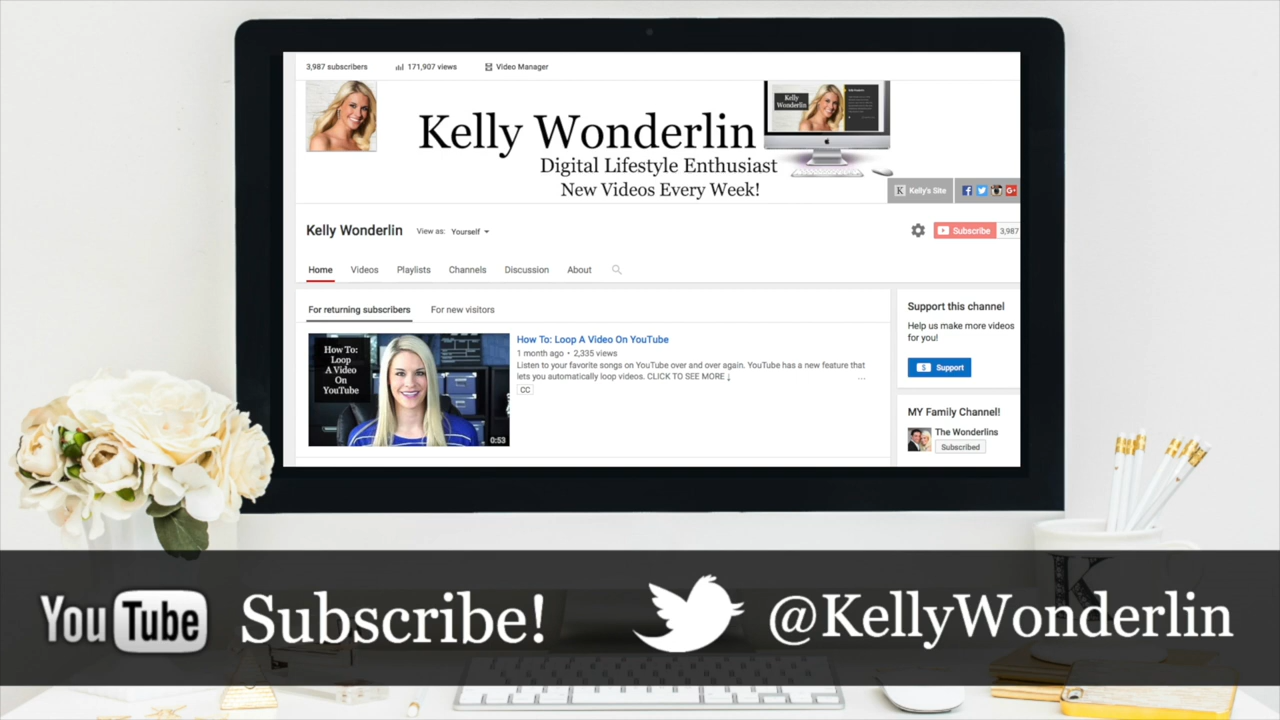 3,987 subscribers
171,907 views
Video Manager
Kelly Wonderlin
Digital Lifestyle Enthusiast
New Videos Every Week!
Kelly
Wonderlin
K Kelly's Site
Kelly Wonderlin
View as: Yourself
Subscribe 3,987
Home
Videos
Playlists
Channels
Discussion
About
For returning subscribers
For new visitors
How To:
Loop
A Video
On
YouTube
0:53
How To: Loop A Video On YouTube
1 month ago • 2,335 views
Listen to your favorite songs on YouTube over and over again. YouTube has a new feature that
lets you automatically loop videos. CLICK TO SEE MORE ↓
...
CC
Support this channel
Help us make more videos
for you!
$ Support
MY Family Channel!
The Wonderlins
Subscribed
YouTube
Subscribe!
@KellyWonderlin